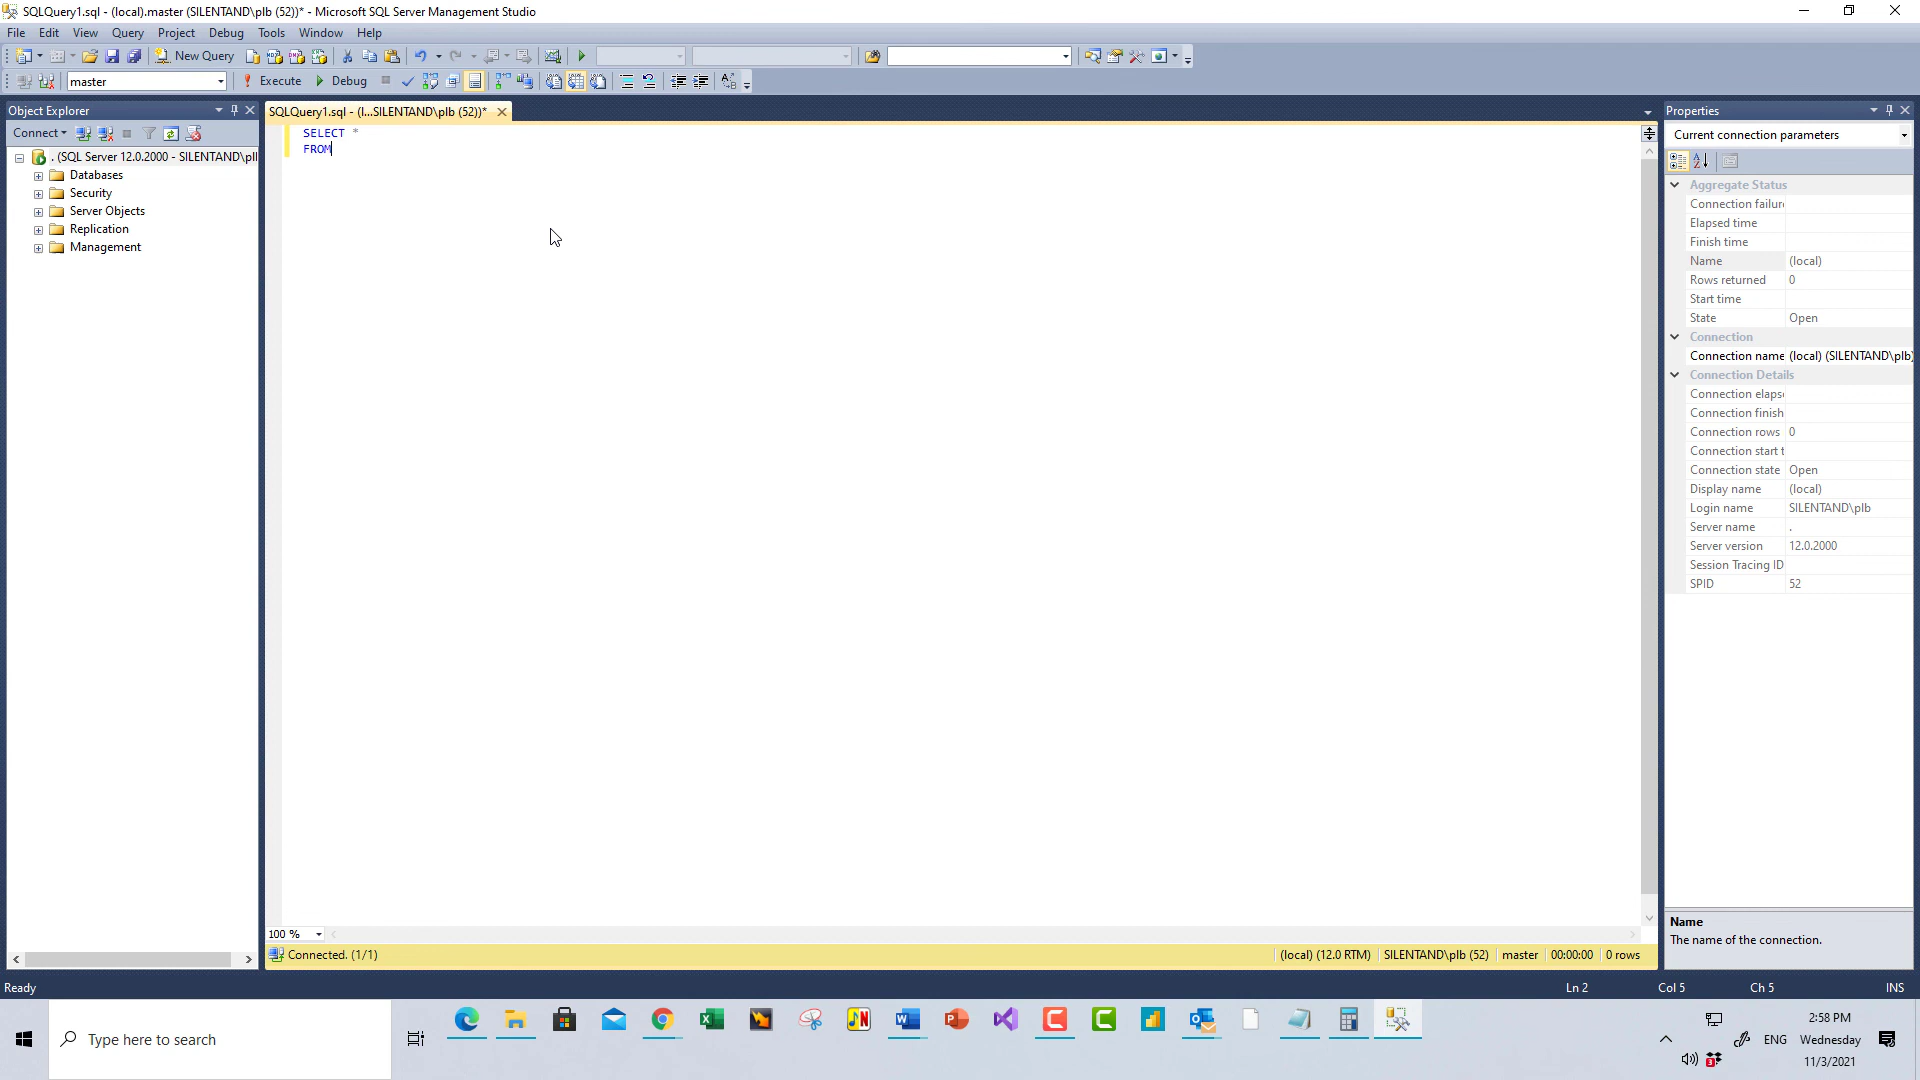 SQLQuery1.sql - (local).master (SILENTAND\plb (52))* - Microsoft SQL Server Management Studio
File Edit View Query Project Debug Tools Window Help
New Query
master Execute Debug
Object Explorer
Connect
. (SQL Server 12.0.2000 - SILENTAND\pl
Databases
Security
Server Objects
Replication
Management
SQLQuery1.sql - (l...SILENTAND\plb (52))*
SELECT *
FROM
100 %
Connected. (1/1)
(local) (12.0 RTM) SILENTAND\plb (52) master 00:00:00 0 rows
Properties
Current connection parameters
Aggregate Status
Connection failure
Elapsed time
Finish time
Name (local)
Rows returned 0
Start time
State Open
Connection
Connection name (local) (SILENTAND\plb)
Connection Details
Connection elapse
Connection finish
Connection rows 0
Connection start t
Connection state Open
Display name (local)
Login name SILENTAND\plb
Server name .
Server version 12.0.2000
Session Tracing ID
SPID 52
Name
The name of the connection.
Ready
Ln 2 Col 5 Ch 5 INS
Type here to search
ENG
2:58 PM
Wednesday
11/3/2021